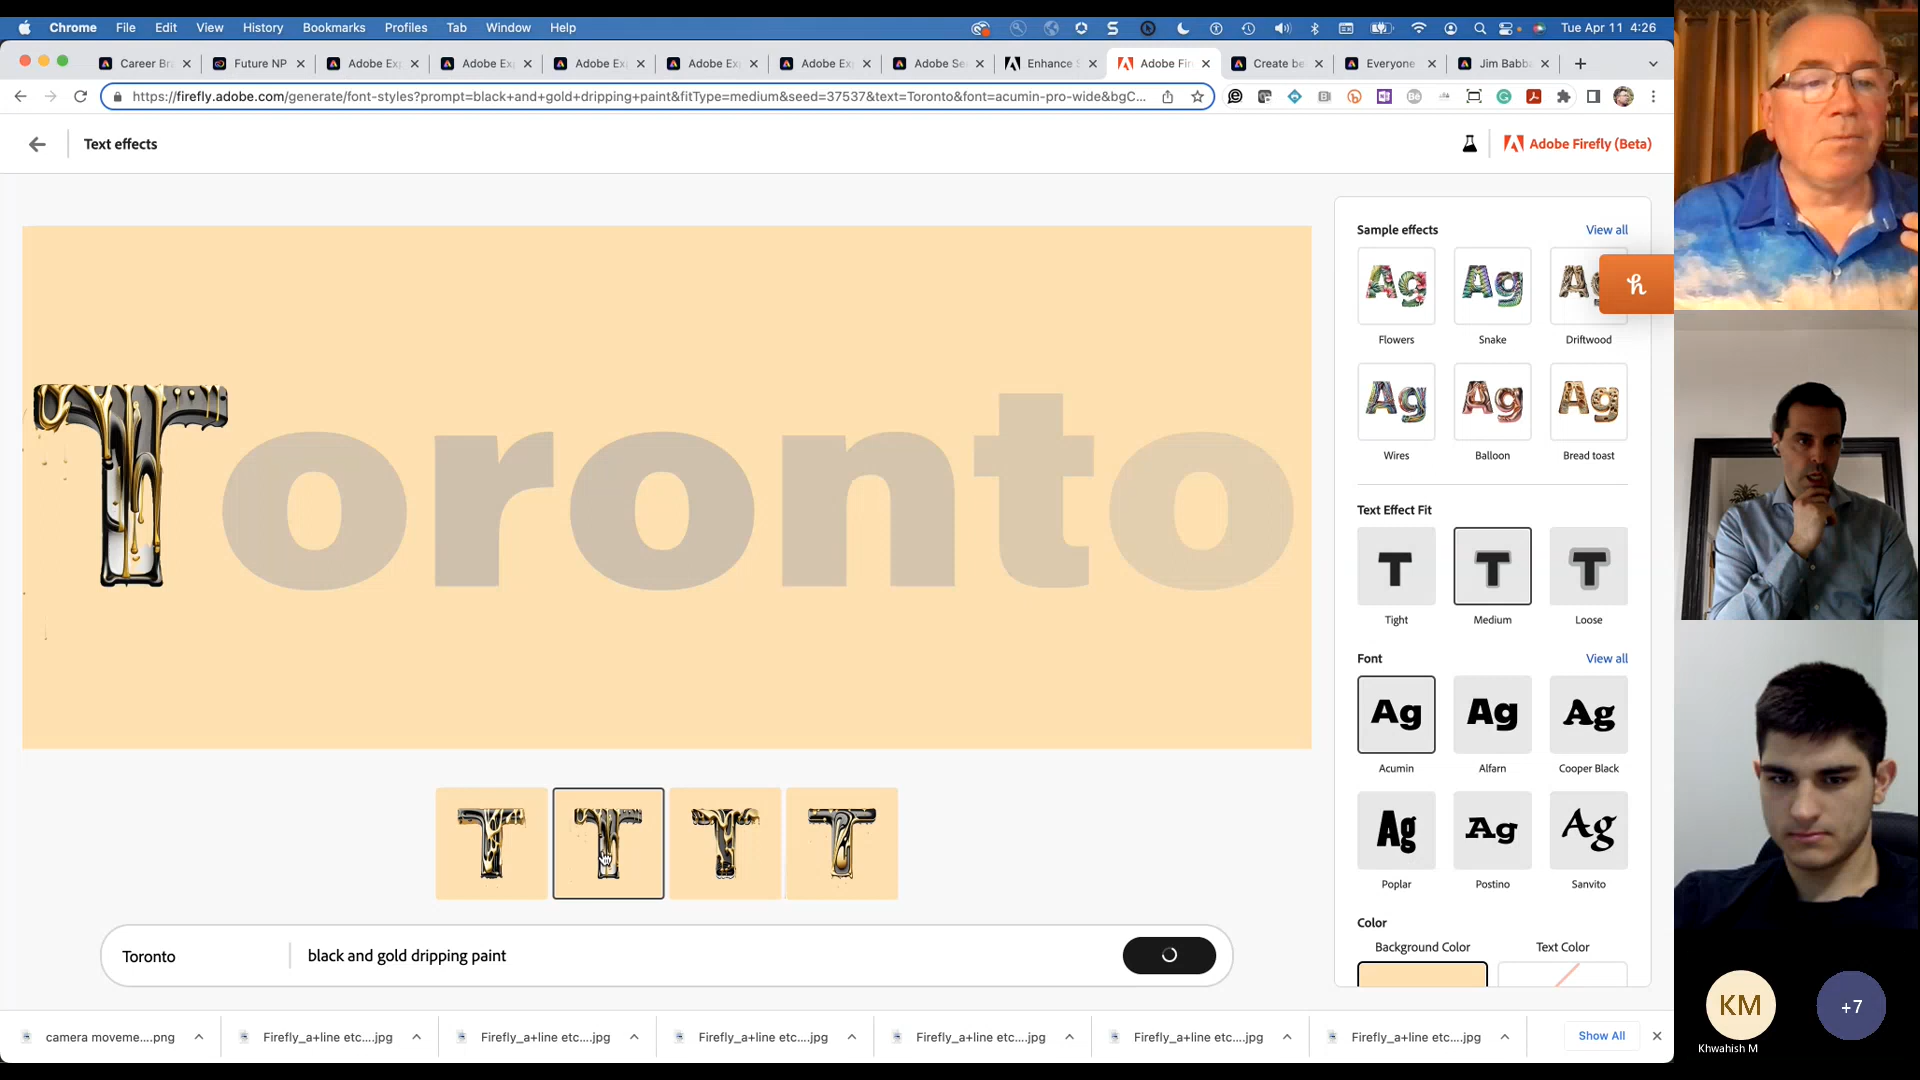 Chrome File Edit View History Bookmarks Profiles Tab Window Help
Tue Apr 11 4:26
Career Br
Future NP
Adobe Ex
Adobe Ex
Adobe Ex
Adobe Ex
Adobe Ex
Adobe Se
Enhance S
Adobe Fire
Create be
Everyone
Jim Babb
https://firefly.adobe.com/generate/font-styles?prompt=black+and+gold+dripping+paint&fitType=medium&seed=37537&text=Toronto&font=acumin-pro-wide&bgC...
Text effects
Adobe Firefly (Beta)
Toronto
Sample effects View all
Ag Ag Ag
Flowers Snake Driftwood
Ag Ag Ag
Wires Balloon Bread toast
Text Effect Fit
T T T
Tight Medium Loose
Font View all
Ag Ag Ag
Acumin Alfarn Cooper Black
Ag Ag Ag
Poplar Postino Sanvito
Color
Background Color Text Color
T T T T
Toronto black and gold dripping paint
camera moveme....png
Firefly_a+line etc....jpg
Firefly_a+line etc....jpg
Firefly_a+line etc....jpg
Firefly_a+line etc....jpg
Firefly_a+line etc....jpg
Firefly_a+line etc....jpg
Show All
KM
Khwahish M
+7